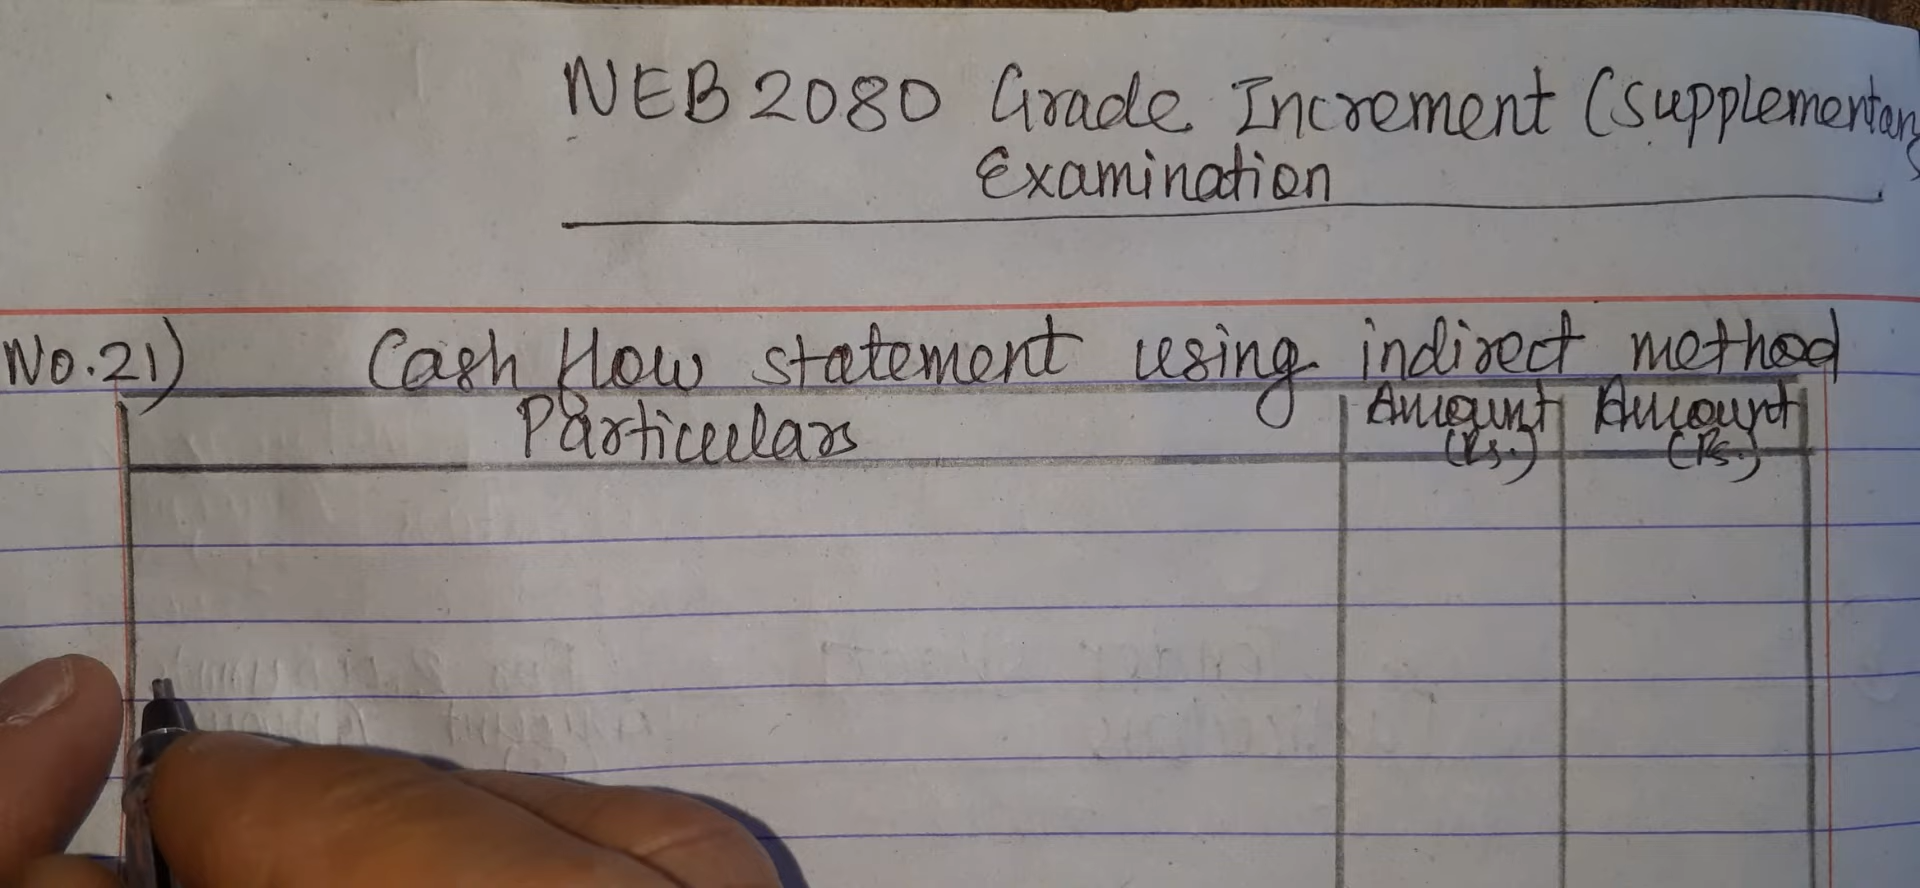 NEB 2080 Grade Increment (supplementary
Examination
No.21) Cash flow statement using indirect method
Particulars Amount (Rs.) Amount (Rs.)